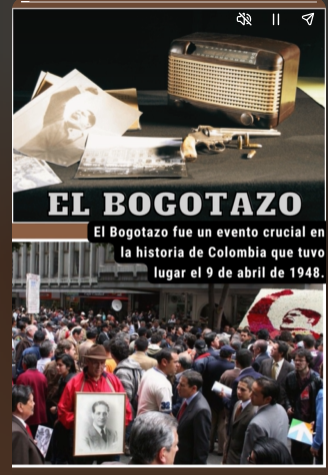 EL BOGOTAZO
El Bogotazo fue un evento crucial en
la historia de Colombia que tuvo
lugar el 9 de abril de 1948.